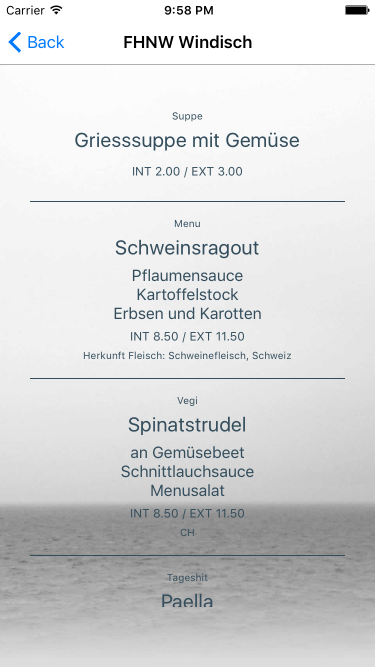 Carrier 9:58 PM
Back FHNW Windisch
Suppe
Griesssuppe mit Gemüse
INT 2.00 / EXT 3.00
Menu
Schweinsragout
Pflaumensauce
Kartoffelstock
Erbsen und Karotten
INT 8.50 / EXT 11.50
Herkunft Fleisch: Schweinefleisch, Schweiz
Vegi
Spinatstrudel
an Gemüsebeet
Schnittlauchsauce
Menusalat
INT 8.50 / EXT 11.50
CH
Tageshit
Paella